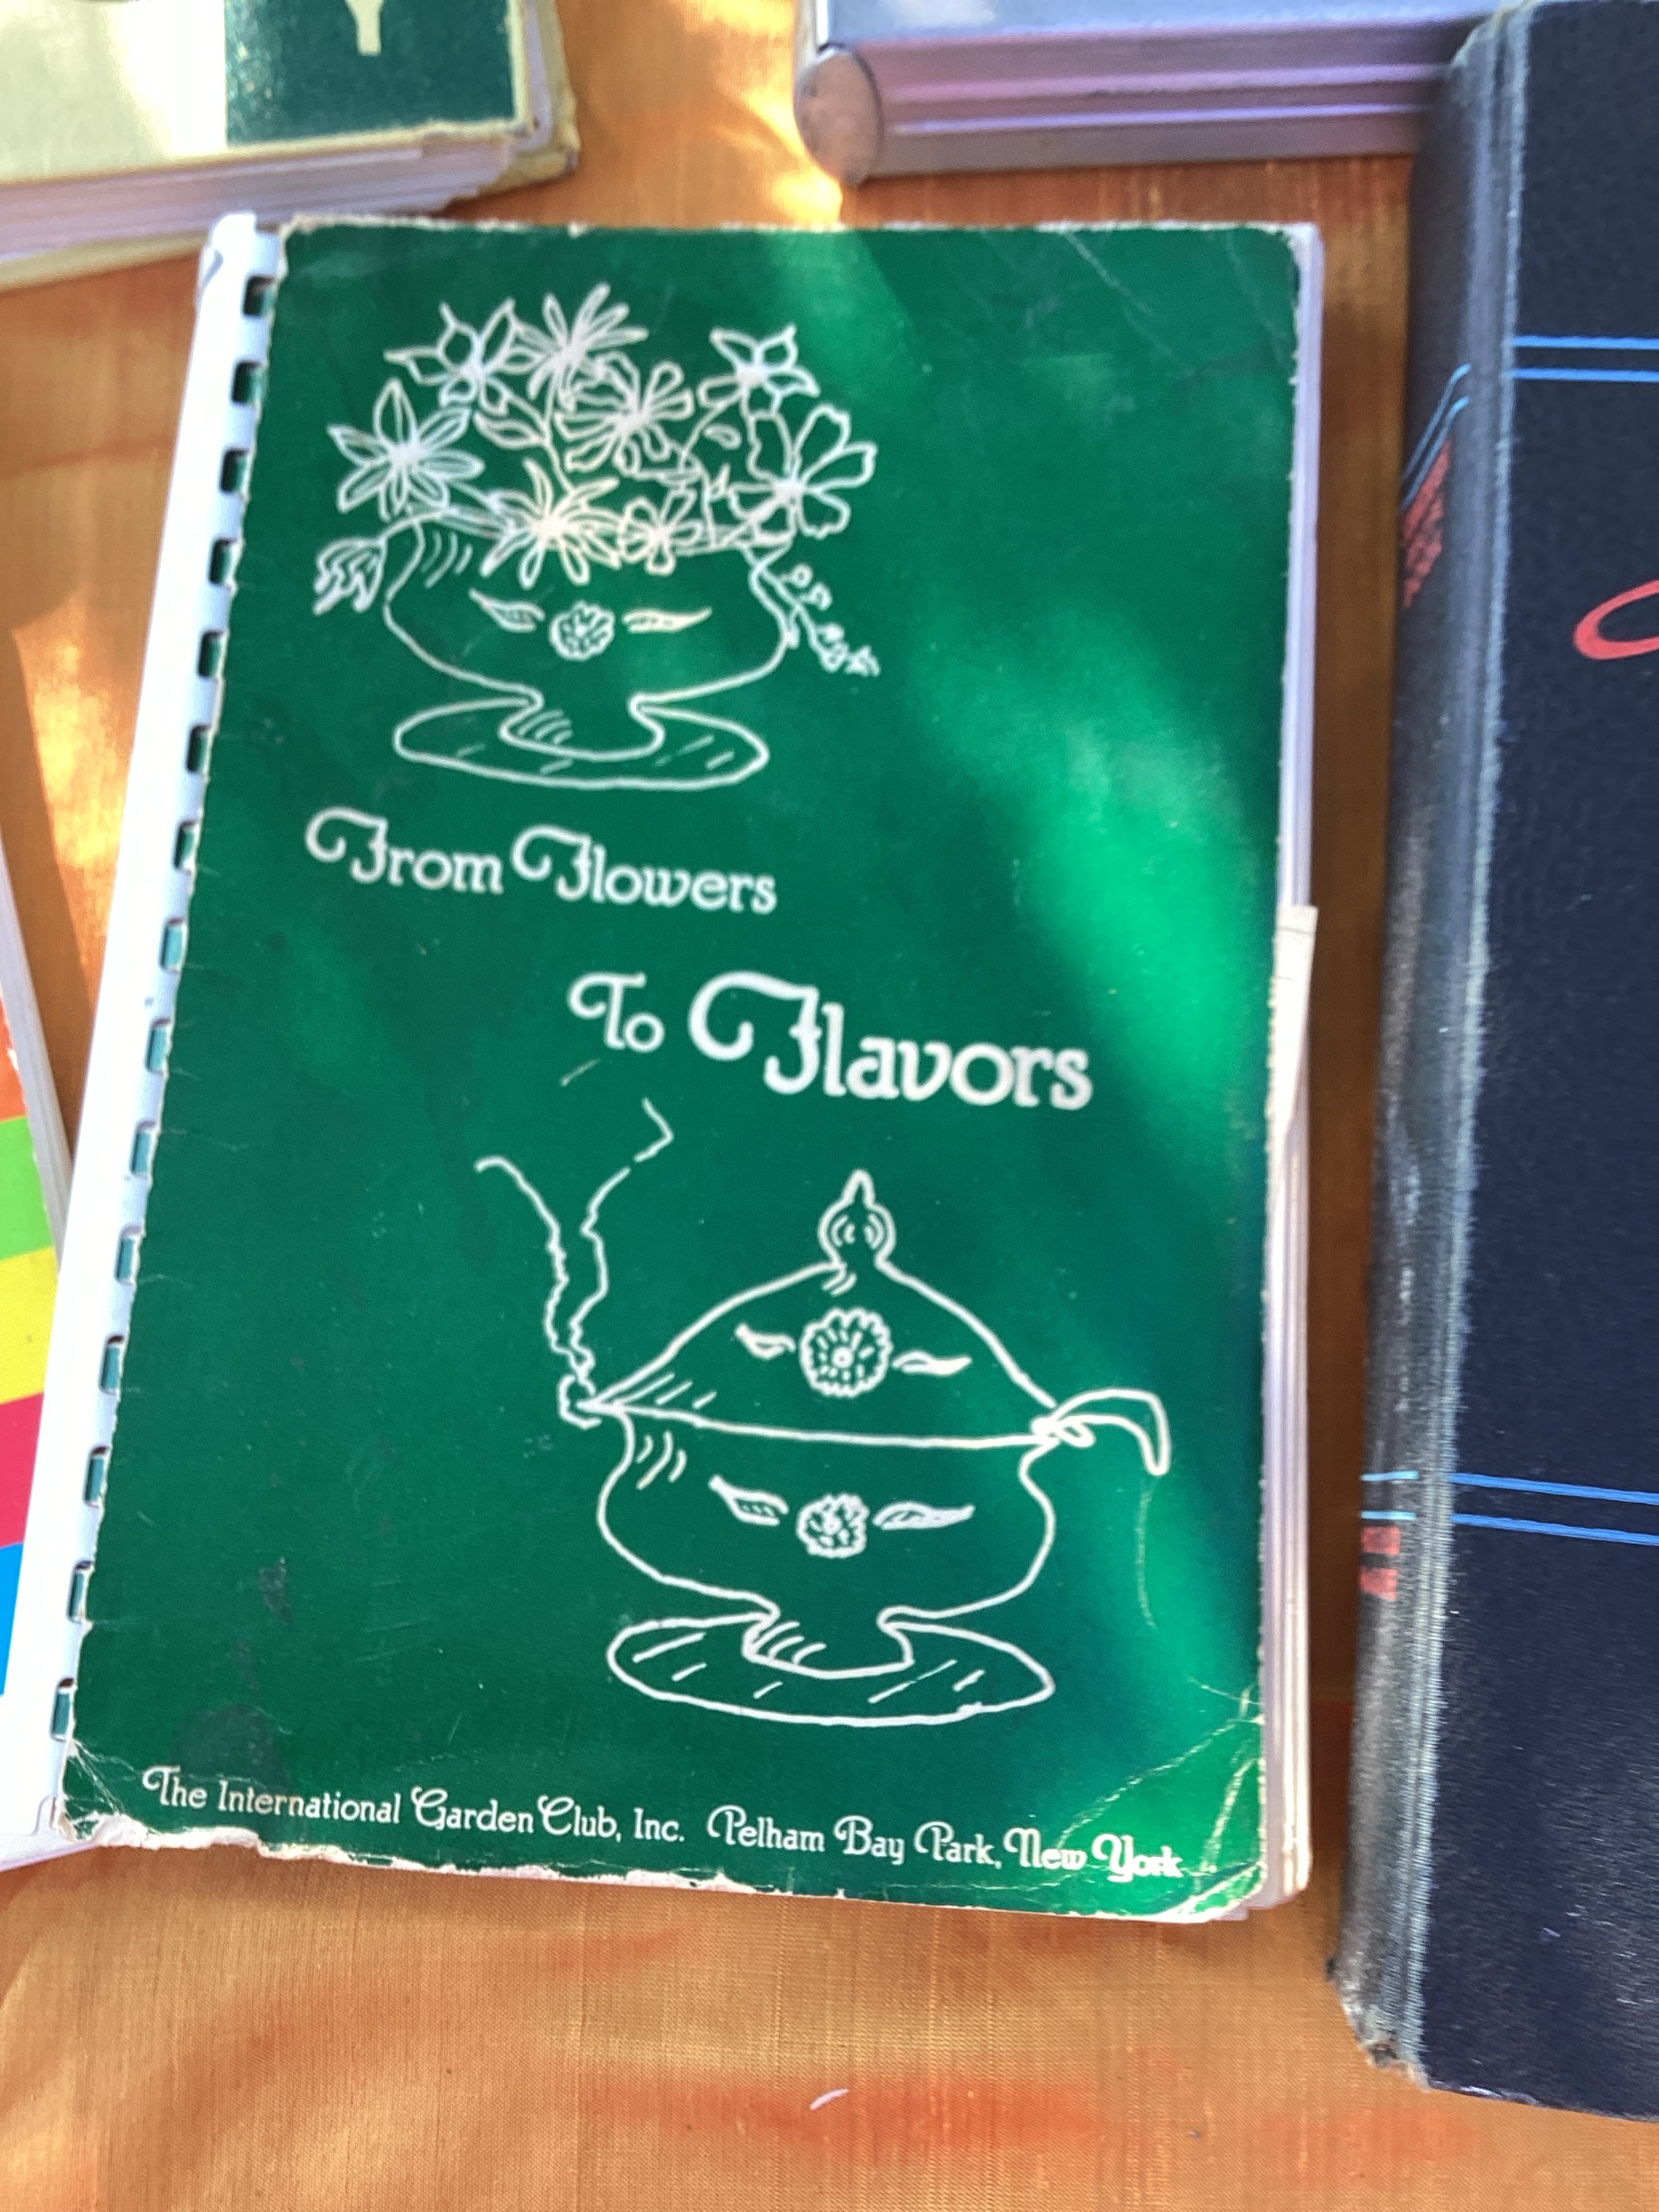 From Flowers
To Flavors
The International Garden Club, Inc. Pelham Bay Park, New York